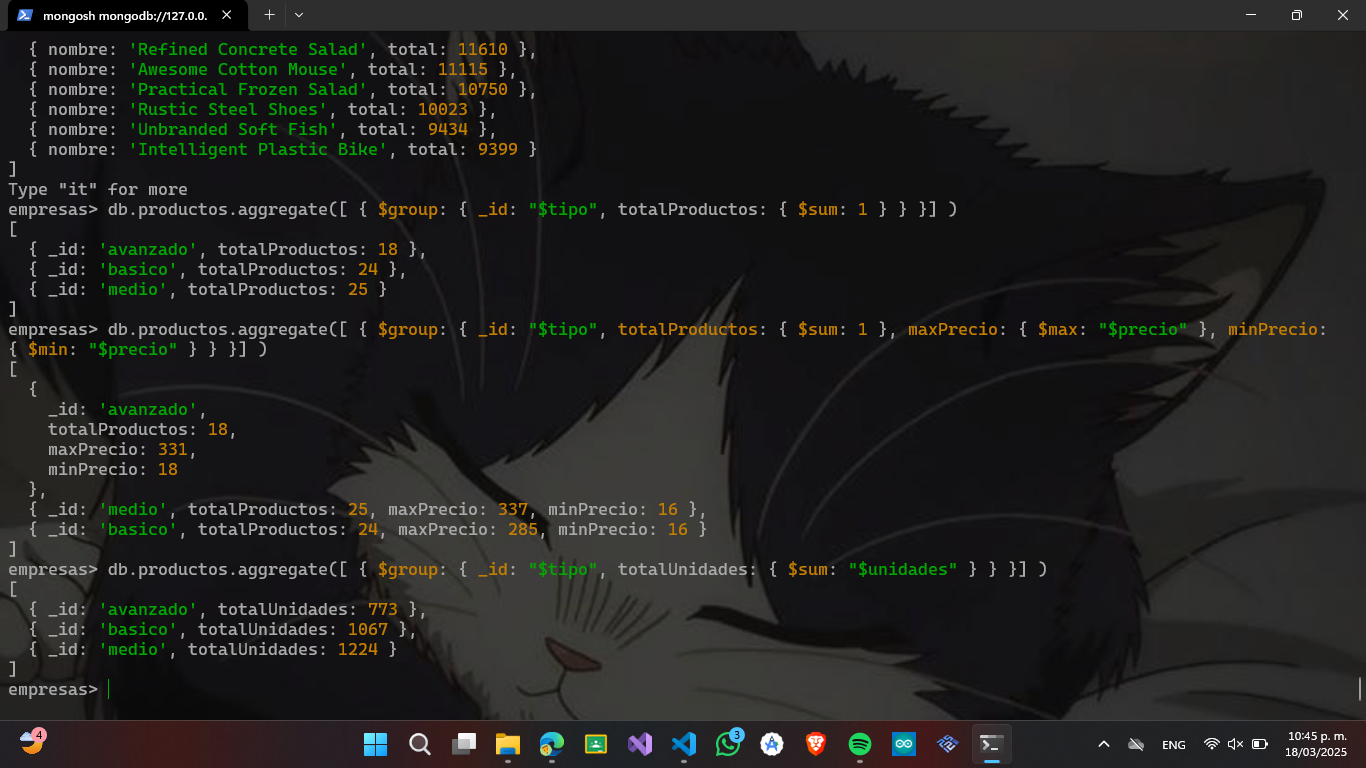 mongosh mongodb://127.0.0.
{ nombre: 'Refined Concrete Salad', total: 11610 },
{ nombre: 'Awesome Cotton Mouse', total: 11115 },
{ nombre: 'Practical Frozen Salad', total: 10750 },
{ nombre: 'Rustic Steel Shoes', total: 10023 },
{ nombre: 'Unbranded Soft Fish', total: 9434 },
{ nombre: 'Intelligent Plastic Bike', total: 9399 }
]
Type "it" for more
empresas> db.productos.aggregate([ { $group: { _id: "$tipo", totalProductos: { $sum: 1 } } }] )
[
{ _id: 'avanzado', totalProductos: 18 },
{ _id: 'basico', totalProductos: 24 },
{ _id: 'medio', totalProductos: 25 }
]
empresas> db.productos.aggregate([ { $group: { _id: "$tipo", totalProductos: { $sum: 1 }, maxPrecio: { $max: "$precio" }, minPrecio:
{ $min: "$precio" } } }] )
[
{
_id: 'avanzado',
totalProductos: 18,
maxPrecio: 331,
minPrecio: 18
},
{ _id: 'medio', totalProductos: 25, maxPrecio: 337, minPrecio: 16 },
{ _id: 'basico', totalProductos: 24, maxPrecio: 285, minPrecio: 16 }
]
empresas> db.productos.aggregate([ { $group: { _id: "$tipo", totalUnidades: { $sum: "$unidades" } } }] )
[
{ _id: 'avanzado', totalUnidades: 773 },
{ _id: 'basico', totalUnidades: 1067 },
{ _id: 'medio', totalUnidades: 1224 }
]
empresas>
4
3
ENG
10:45 p. m.
18/03/2025